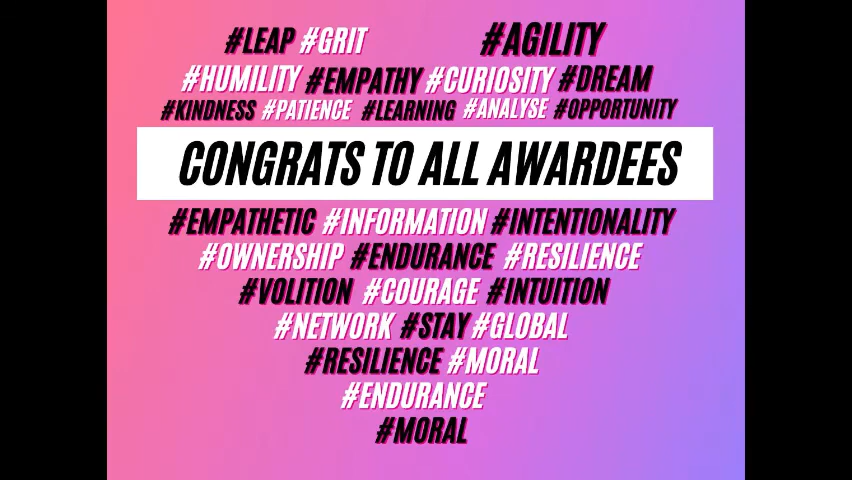 #LEAP #GRIT #AGILITY
#HUMILITY #EMPATHY #CURIOSITY #DREAM
#KINDNESS #PATIENCE #LEARNING #ANALYSE #OPPORTUNITY
CONGRATS TO ALL AWARDEES
#EMPATHETIC #INFORMATION #INTENTIONALITY
#OWNERSHIP #ENDURANCE #RESILIENCE
#VOLITION #COURAGE #INTUITION
#NETWORK #STAY #GLOBAL
#RESILIENCE #MORAL
#ENDURANCE
#MORAL